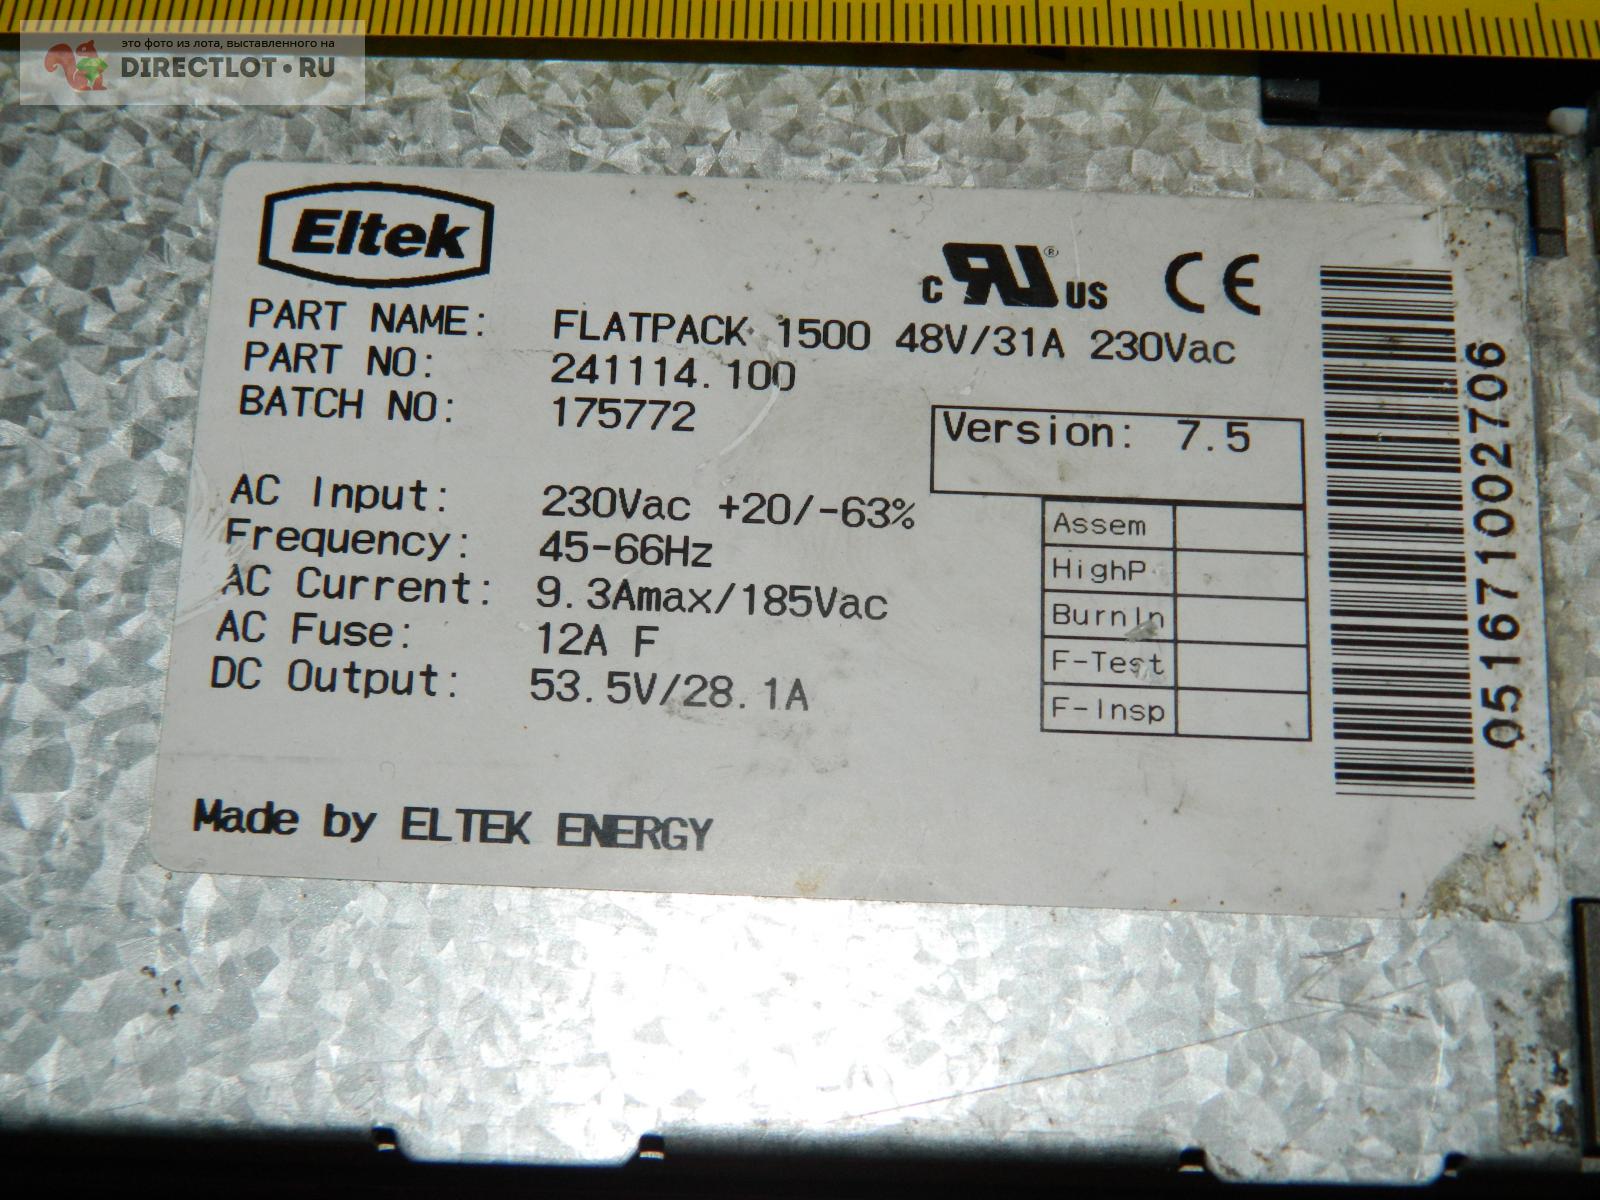 это фото из лота, выставленного на
DIRECTLOT.RU
Eltek
c RU ® US CE
PART NAME: FLATPACK 1500 48V/31A 230Vac
PART NO: 241114.100
BATCH NO: 175772
Version: 7.5
AC Input: 230Vac +20/-63%
Frequency: 45-66Hz
AC Current: 9.3Amax/185Vac
AC Fuse: 12A F
DC Output: 53.5V/28.1A
Assem
HighP
BurnIn
F-Test
F-Insp
051671002706
Made by ELTEK ENERGY